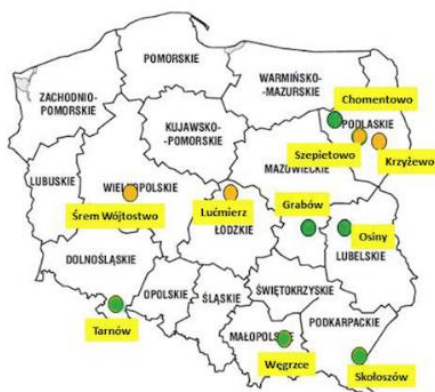 POMORSKIE
WARMIŃSKO-
MAZURSKIE
Chomentowo
ZACHODNIO-
POMORSKIE
PODLASKIE
KUJAWSKO-
-POMORSKIE
Szepietowo
Krzyżewo
MAZOWIECKIE
LUBUSKIE
WIELKOPOLSKIE
Śrem Wójtostwo
Lućmierz
Grabów
ŁÓDZKIE
Osiny
DOLNOŚLĄSKIE
LUBELSKIE
OPOLSKIE
ŚLĄSKIE
ŚWIĘTOKRZYSKIE
Tarnów
MAŁOPOLSKIE
PODKARPACKIE
Węgrzce
Skołoszów